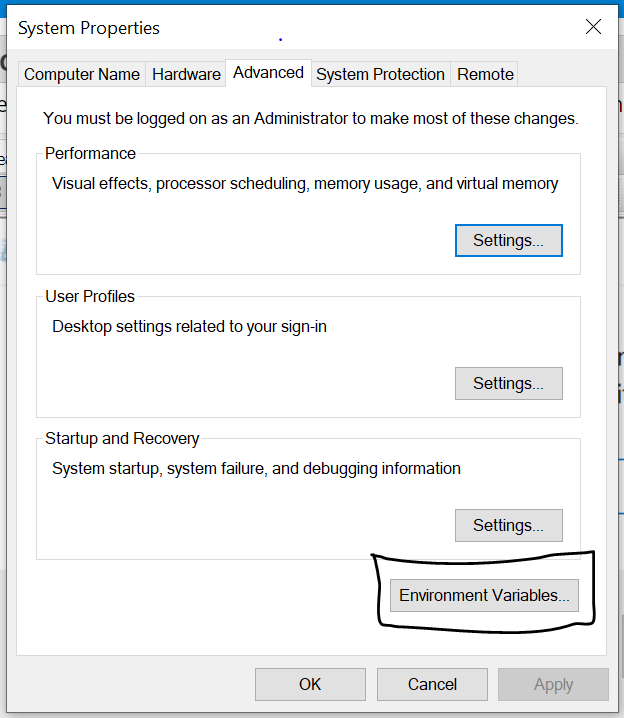 System Properties
Computer Name Hardware Advanced System Protection Remote
You must be logged on as an Administrator to make most of these changes.
Performance
Visual effects, processor scheduling, memory usage, and virtual memory
Settings...
User Profiles
Desktop settings related to your sign-in
Settings...
Startup and Recovery
System startup, system failure, and debugging information
Settings...
Environment Variables...
OK Cancel Apply